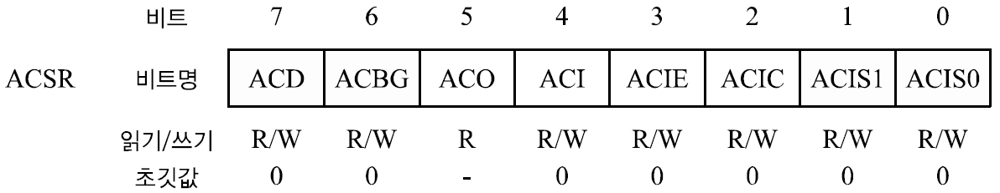 비트 7 6 5 4 3 2 1 0
ACSR 비트명 ACD ACBG ACO ACI ACIE ACIC ACIS1 ACIS0
읽기/쓰기 R/W R/W R R/W R/W R/W R/W R/W
초깃값 0 0 - 0 0 0 0 0